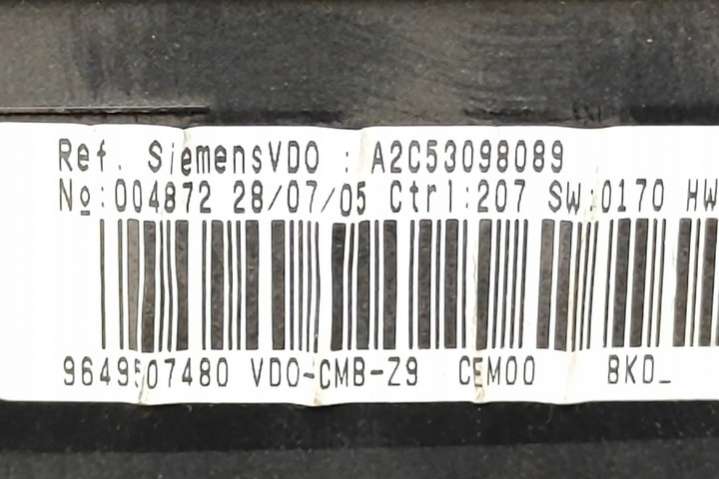 Ref. SiemensVDO : A2C53098089
Nº:004872 28/07/05 Ctrl:207 SW:0170 HW
9649507480 VDO-CMB-Z9 CEM00 BKD_